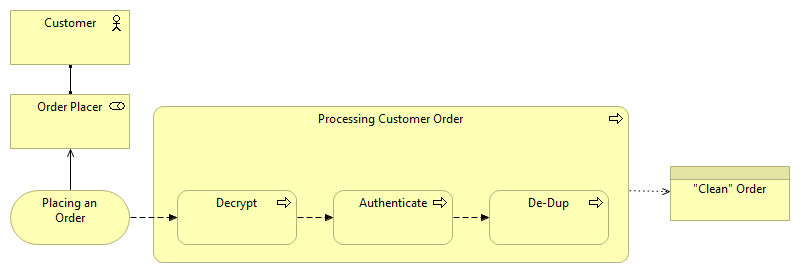 Customer
Order Placer
Processing Customer Order
Placing an
Order
Decrypt
Authenticate
De-Dup
"Clean" Order